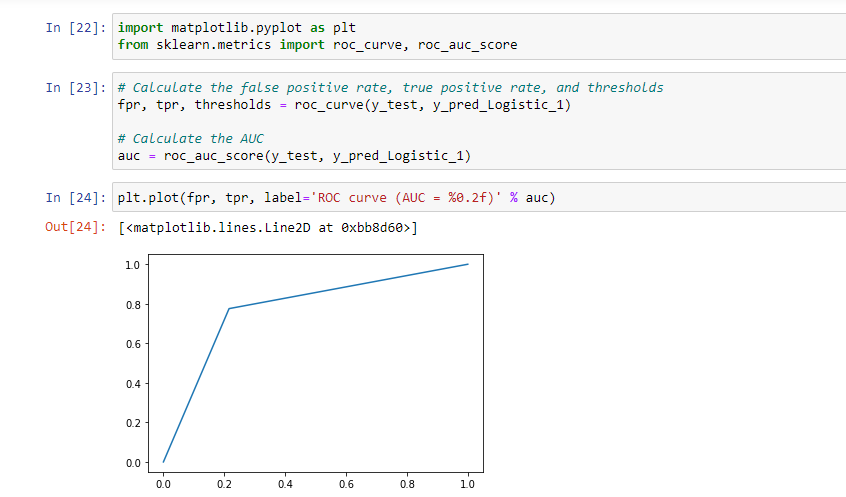 In [22]: import matplotlib.pyplot as plt
from sklearn.metrics import roc_curve, roc_auc_score
In [23]: # Calculate the false positive rate, true positive rate, and thresholds
fpr, tpr, thresholds = roc_curve(y_test, y_pred_Logistic_1)
# Calculate the AUC
auc = roc_auc_score(y_test, y_pred_Logistic_1)
In [24]: plt.plot(fpr, tpr, label='ROC curve (AUC = %0.2f)' % auc)
Out[24]: [<matplotlib.lines.Line2D at 0xbb8d60>]
1.0
0.8
0.6
0.4
0.2
0.0
0.0 0.2 0.4 0.6 0.8 1.0